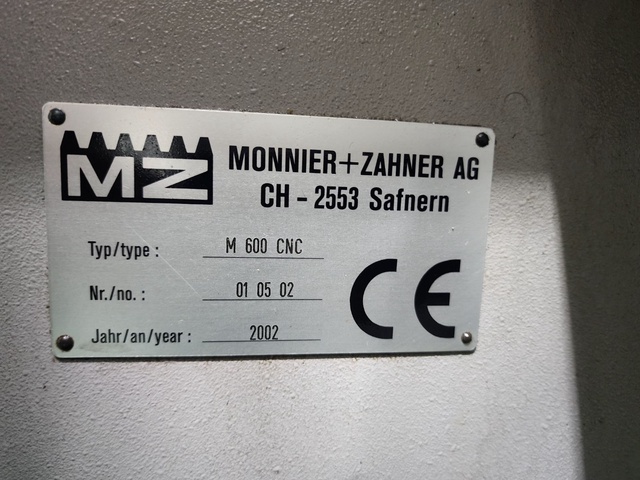 MZ
MONNIER+ZAHNER AG
CH - 2553 Safnern
Typ/type : M 600 CNC
Nr./no. : 01 05 02
Jahr/an/year : 2002
CE